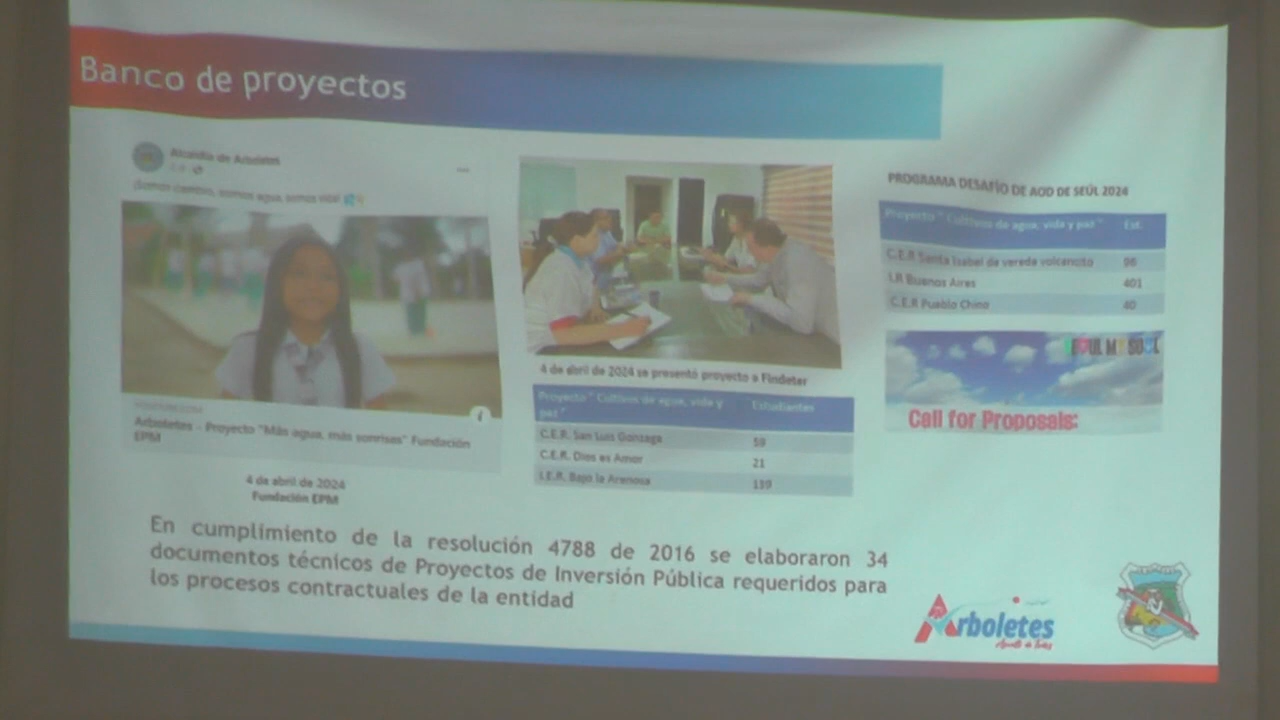 Banco de proyectos
Alcaldía de Arboletes
¡Somos cambio, somos agua, somos vida!
Arboletes - Proyecto "Más agua, más sonrisas" Fundación
EPM
4 de abril de 2024
Fundación EPM
4 de abril de 2024 se presentó proyecto a Findeter
Proyecto " Cultivos de agua, vida y paz " Estudiantes
C.E.R. San Luis Gonzaga 59
C.E.R. Dios es Amor 21
I.E.R. Bajo la Arenosa 139
PROGRAMA DESAFÍO DE AOD DE SEÚL 2024
Proyecto " Cultivos de agua, vida y paz " Est.
C.E.R Santa Isabel de vereda volcancito
I.R Buenos Aires 401
C.E.R Pueblo Chino 40
SEOUL MY SOUL
Call for Proposals:
En cumplimiento de la resolución 4788 de 2016 se elaboraron 34
documentos técnicos de Proyectos de Inversión Pública requeridos para
los procesos contractuales de la entidad
Arboletes